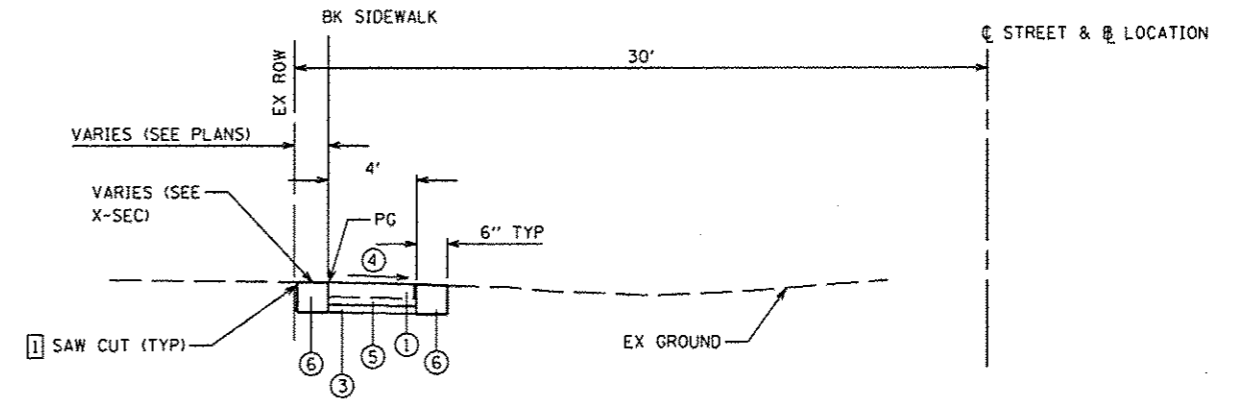 BK SIDEWALK
℄ STREET & B̲L LOCATION
EX ROW
30'
VARIES (SEE PLANS)
4'
VARIES (SEE
X-SEC)
PG
6" TYP
4
1 SAW CUT (TYP)
6
3
5
1
6
EX GROUND